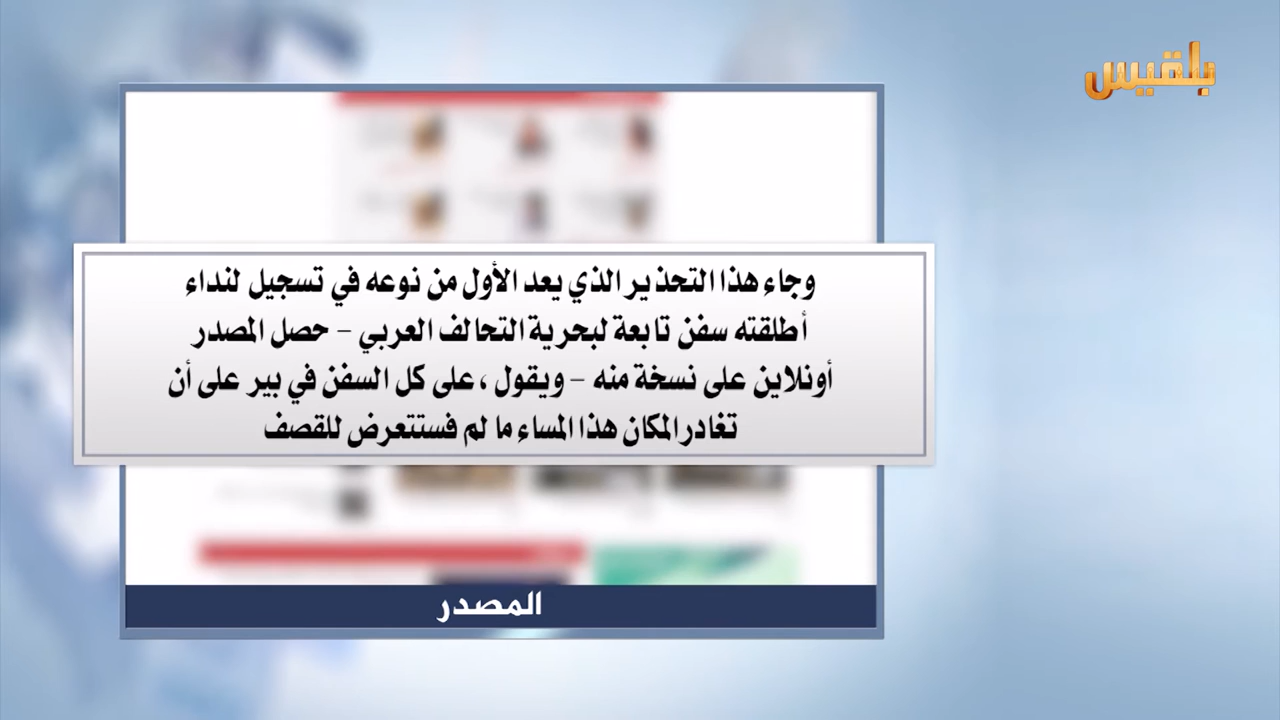 بلقيس
وجاء هذا التحذير الذي يعد الأول من نوعه في تسجيل لنداء
أطلقته سفن تابعة لبحرية التحالف العربي – حصل المصدر
أونلاين على نسخة منه – ويقول ، على كل السفن في بير على أن
تغادر المكان هذا المساء ما لم فستتعرض للقصف
المصدر